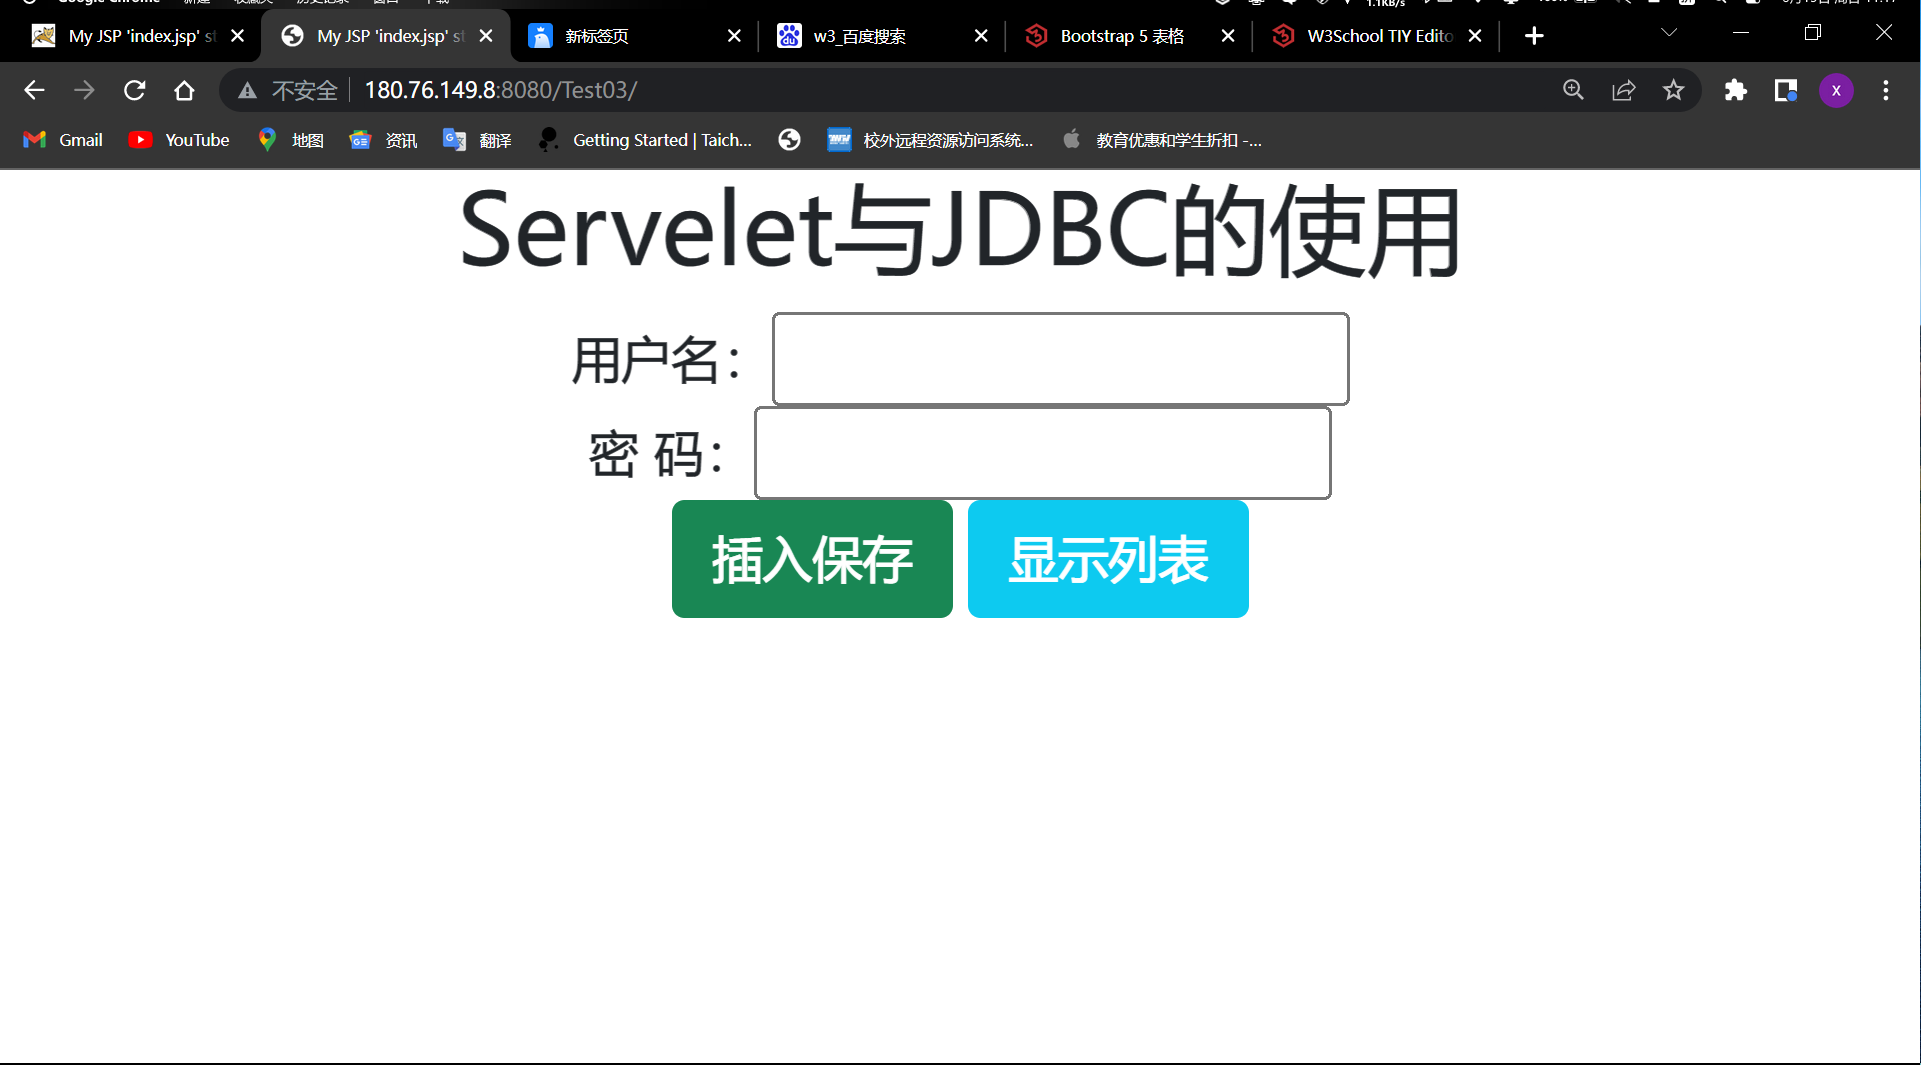 Google Chrome
1.1KB/s
My JSP 'index.jsp' st
My JSP 'index.jsp' st
新标签页
w3_百度搜索
Bootstrap 5 表格
W3School TIY Edito
不安全 180.76.149.8:8080/Test03/
X
Gmail
YouTube
地图
资讯
翻译
Getting Started | Taich...
校外远程资源访问系统...
教育优惠和学生折扣 -...
Servelet与JDBC的使用
用户名：
密 码：
插入保存 显示列表